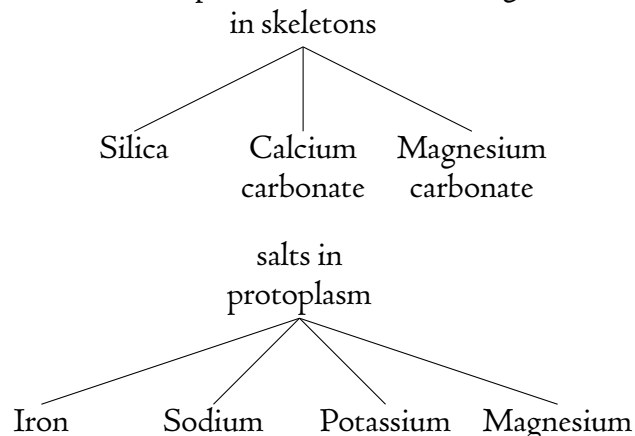 in skeletons
Silica Calcium Magnesium
carbonate carbonate
salts in
protoplasm
Iron Sodium Potassium Magnesium